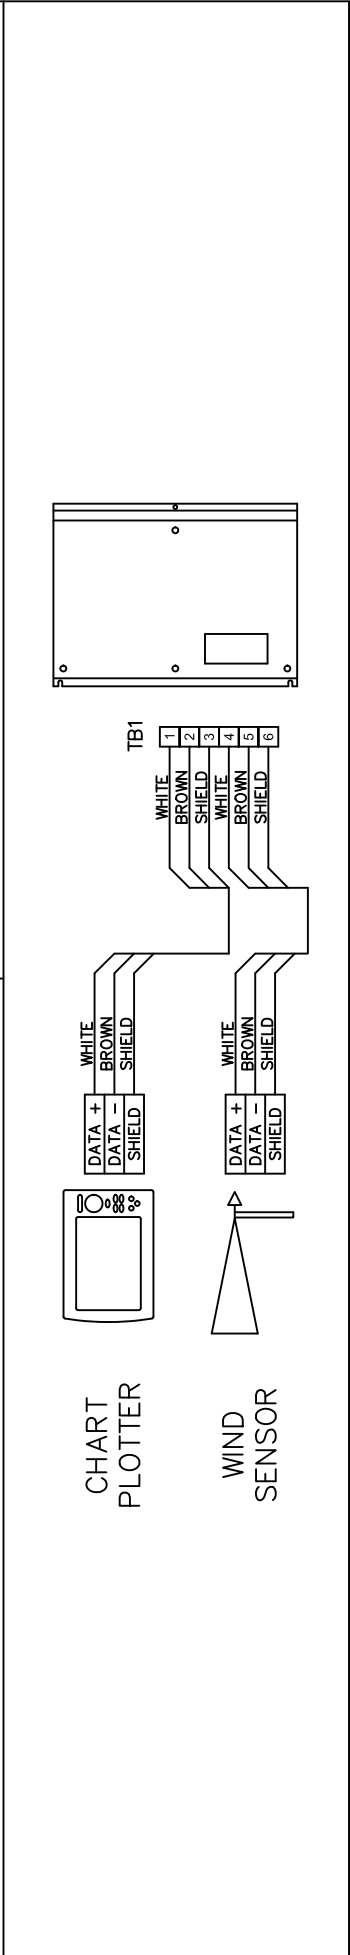 CHART
PLOTTER
DATA +
DATA -
SHIELD
WHITE
BROWN
SHIELD
WIND
SENSOR
DATA +
DATA -
SHIELD
WHITE
BROWN
SHIELD
TB1
WHITE
BROWN
SHIELD
WHITE
BROWN
SHIELD
1
2
3
4
5
6